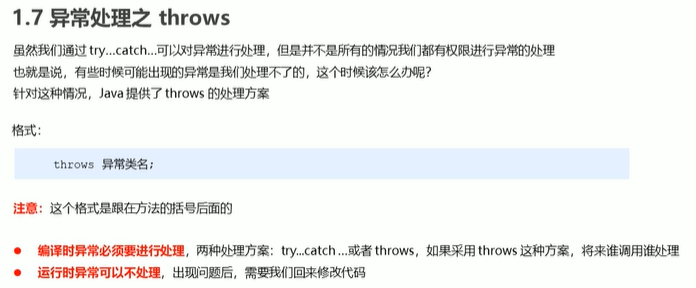 1.7 异常处理之 throws
虽然我们通过 try...catch...可以对异常进行处理，但是并不是所有的情况我们都有权限进行异常的处理
也就是说，有些时候可能出现的异常是我们处理不了的，这个时候该怎么办呢?
针对这种情况，Java 提供了 throws 的处理方案
格式：
throws 异常类名;
注意：这个格式是跟在方法的括号后面的
● 编译时异常必须要进行处理，两种处理方案：try...catch ...或者 throws，如果采用 throws 这种方案，将来谁调用谁处理
● 运行时异常可以不处理，出现问题后，需要我们回来修改代码